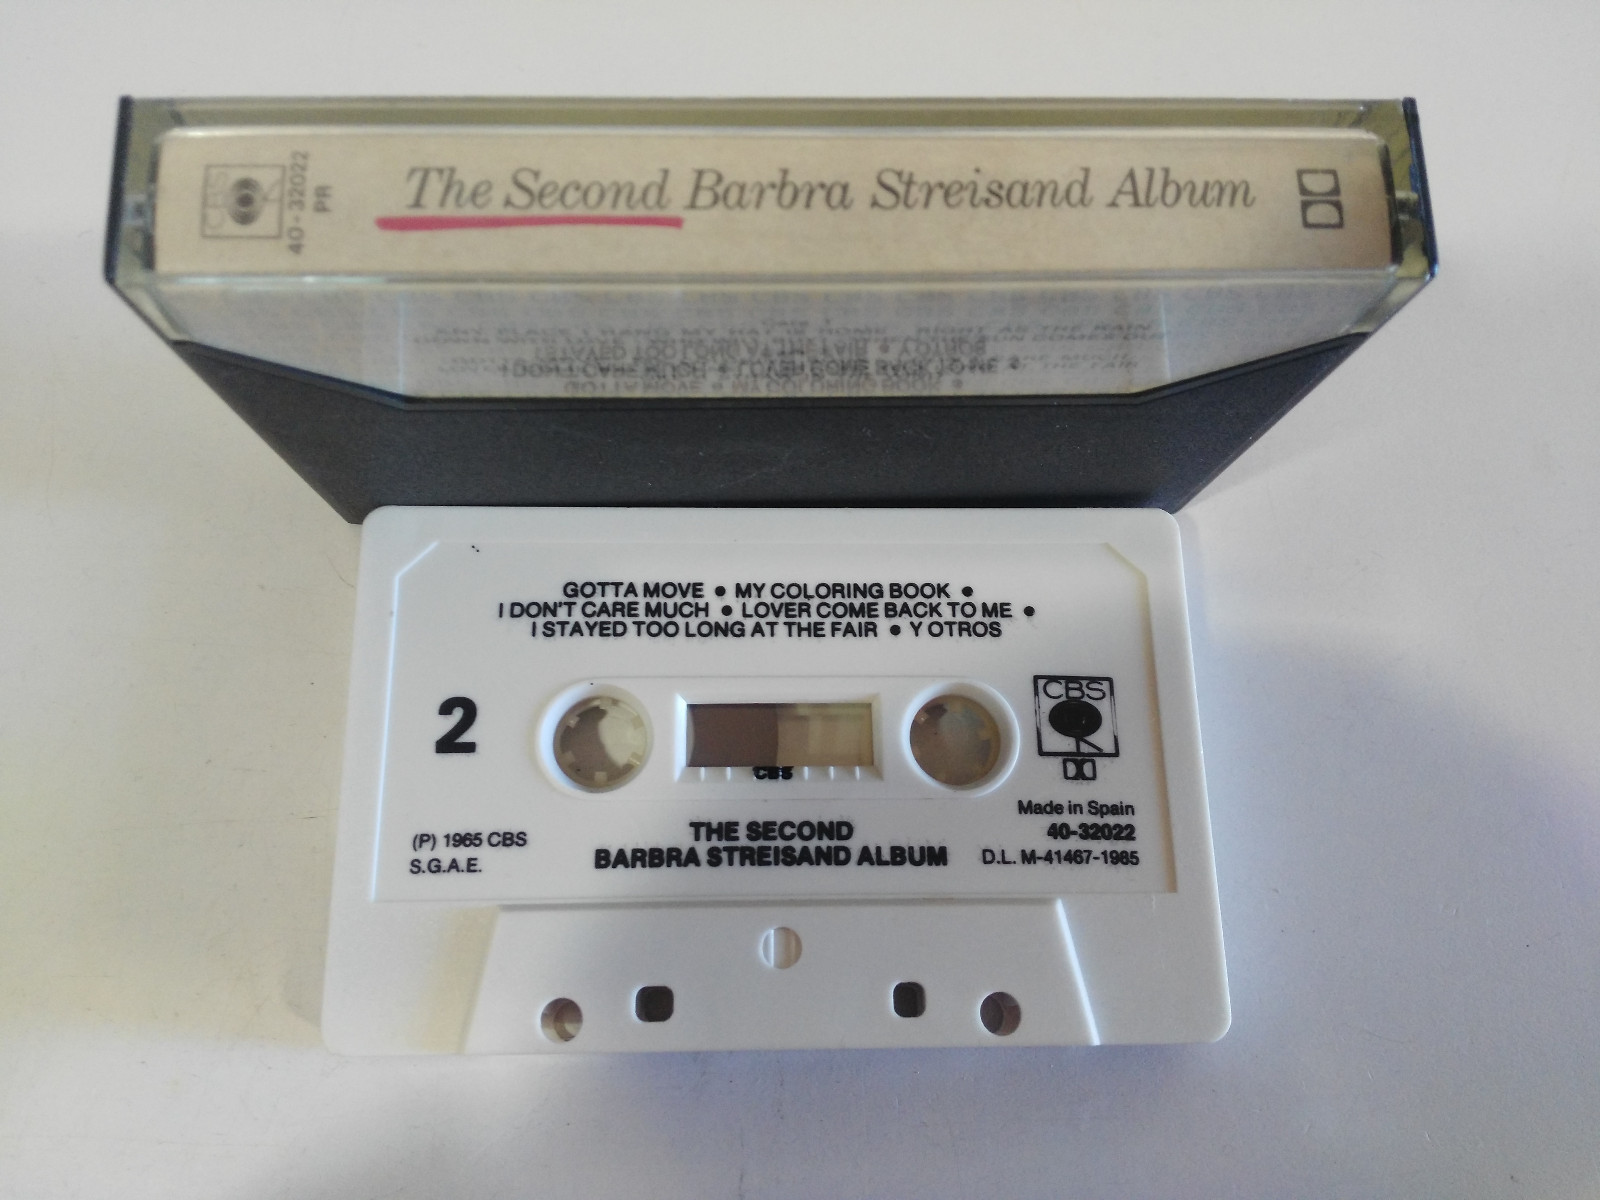 CBS
40-32022
PR
The Second Barbra Streisand Album
GOTTA MOVE • MY COLORING BOOK •
I DON'T CARE MUCH • LOVER COME BACK TO ME •
I STAYED TOO LONG AT THE FAIR • Y OTROS
2
CBS
CBS
Made in Spain
40-32022
D.L. M-41467-1985
(P) 1965 CBS
S.G.A.E.
THE SECOND
BARBRA STREISAND ALBUM